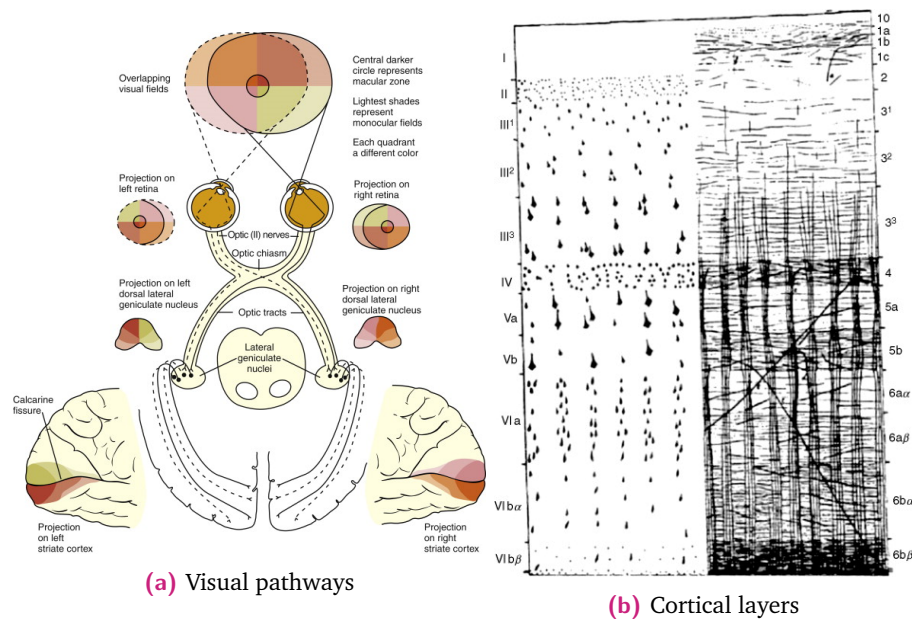 Overlapping
visual fields
Central darker
circle represents
macular zone
Lightest shades
represent
monocular fields
Each quadrant
a different color
Projection on
left retina
Projection on
right retina
Optic (II) nerves
Optic chiasm
Projection on left
dorsal lateral
geniculate nucleus
Projection on right
dorsal lateral
geniculate nucleus
Optic tracts
Lateral
geniculate
nuclei
Calcarine
fissure
Projection
on left
striate cortex
Projection
on right
striate cortex
(a) Visual pathways
I
II
III¹
III²
III³
IV
Va
Vb
VIa
VIbα
VIbβ
10
1a
1b
1c
2
3¹
3²
3³
4
5a
5b
6aα
6aβ
6bα
6bβ
(b) Cortical layers